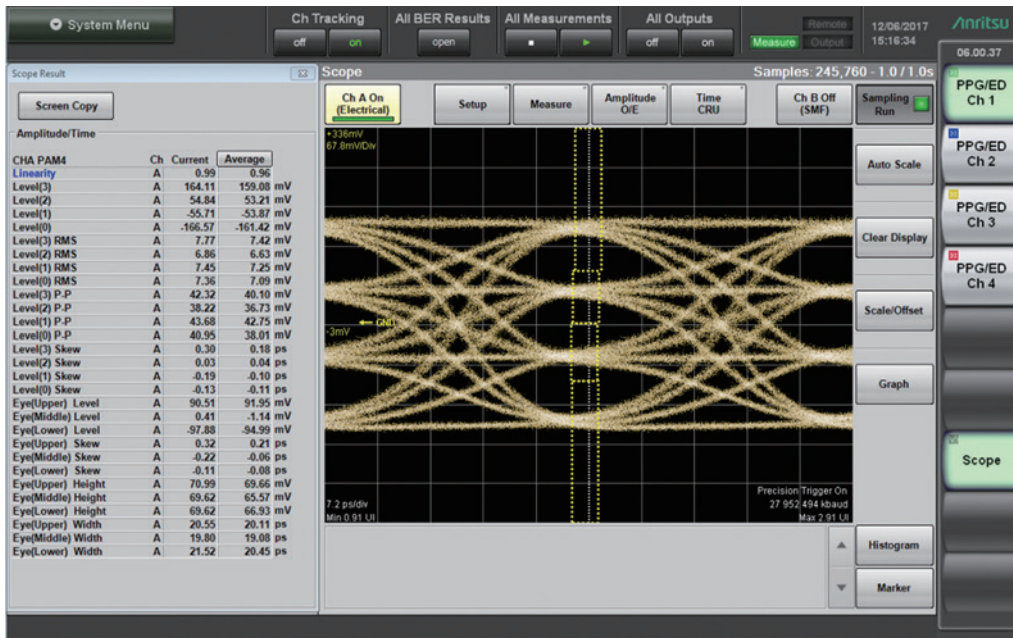 System Menu
Ch Tracking
off on
All BER Results
open
All Measurements
All Outputs
off on
Remote
Measure Output
12/06/2017
15:16:34
Anritsu
06.00.37
Scope Result
Screen Copy
Amplitude/Time
CHA PAM4 Ch Current Average
Linearity A 0.99 0.96
Level(3) A 164.11 159.08 mV
Level(2) A 54.84 53.21 mV
Level(1) A -55.71 -53.87 mV
Level(0) A -166.57 -161.42 mV
Level(3) RMS A 7.77 7.42 mV
Level(2) RMS A 6.86 6.63 mV
Level(1) RMS A 7.45 7.25 mV
Level(0) RMS A 7.36 7.09 mV
Level(3) P-P A 42.32 40.10 mV
Level(2) P-P A 38.22 36.73 mV
Level(1) P-P A 43.68 42.75 mV
Level(0) P-P A 40.95 38.01 mV
Level(3) Skew A 0.30 0.18 ps
Level(2) Skew A 0.03 0.04 ps
Level(1) Skew A -0.19 -0.10 ps
Level(0) Skew A -0.13 -0.11 ps
Eye(Upper) Level A 90.51 91.95 mV
Eye(Middle) Level A 0.41 -1.14 mV
Eye(Lower) Level A -97.88 -94.99 mV
Eye(Upper) Skew A 0.32 0.21 ps
Eye(Middle) Skew A -0.22 -0.06 ps
Eye(Lower) Skew A -0.11 -0.08 ps
Eye(Upper) Height A 70.99 69.66 mV
Eye(Middle) Height A 69.62 65.57 mV
Eye(Lower) Height A 69.62 66.93 mV
Eye(Upper) Width A 20.55 20.11 ps
Eye(Middle) Width A 19.80 19.08 ps
Eye(Lower) Width A 21.52 20.45 ps
Scope
Samples: 245,760 - 1.0 / 1.0s
Ch A On
(Electrical)
Setup
Measure
Amplitude
O/E
Time
CRU
Ch B Off
(SMF)
Sampling
Run
+336mV
67.8mV/Div
GND
-3mV
7.2 ps/div
Min 0.91 UI
Precision Trigger On
27 952 494 kbaud
Max 2.91 UI
Auto Scale
Clear Display
Scale/Offset
Graph
Histogram
Marker
PPG/ED
Ch 1
PPG/ED
Ch 2
PPG/ED
Ch 3
PPG/ED
Ch 4
Scope